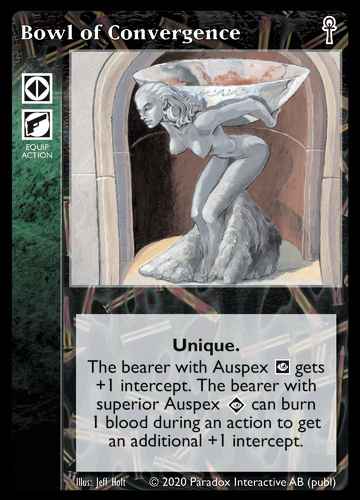 Bowl of Convergence
EQUIP
ACTION
Unique.
The bearer with Auspex gets
+1 intercept. The bearer with
superior Auspex can burn
1 blood during an action to get
an additional +1 intercept.
Illus: Jeff Holt
© 2020 Paradox Interactive AB (publ)